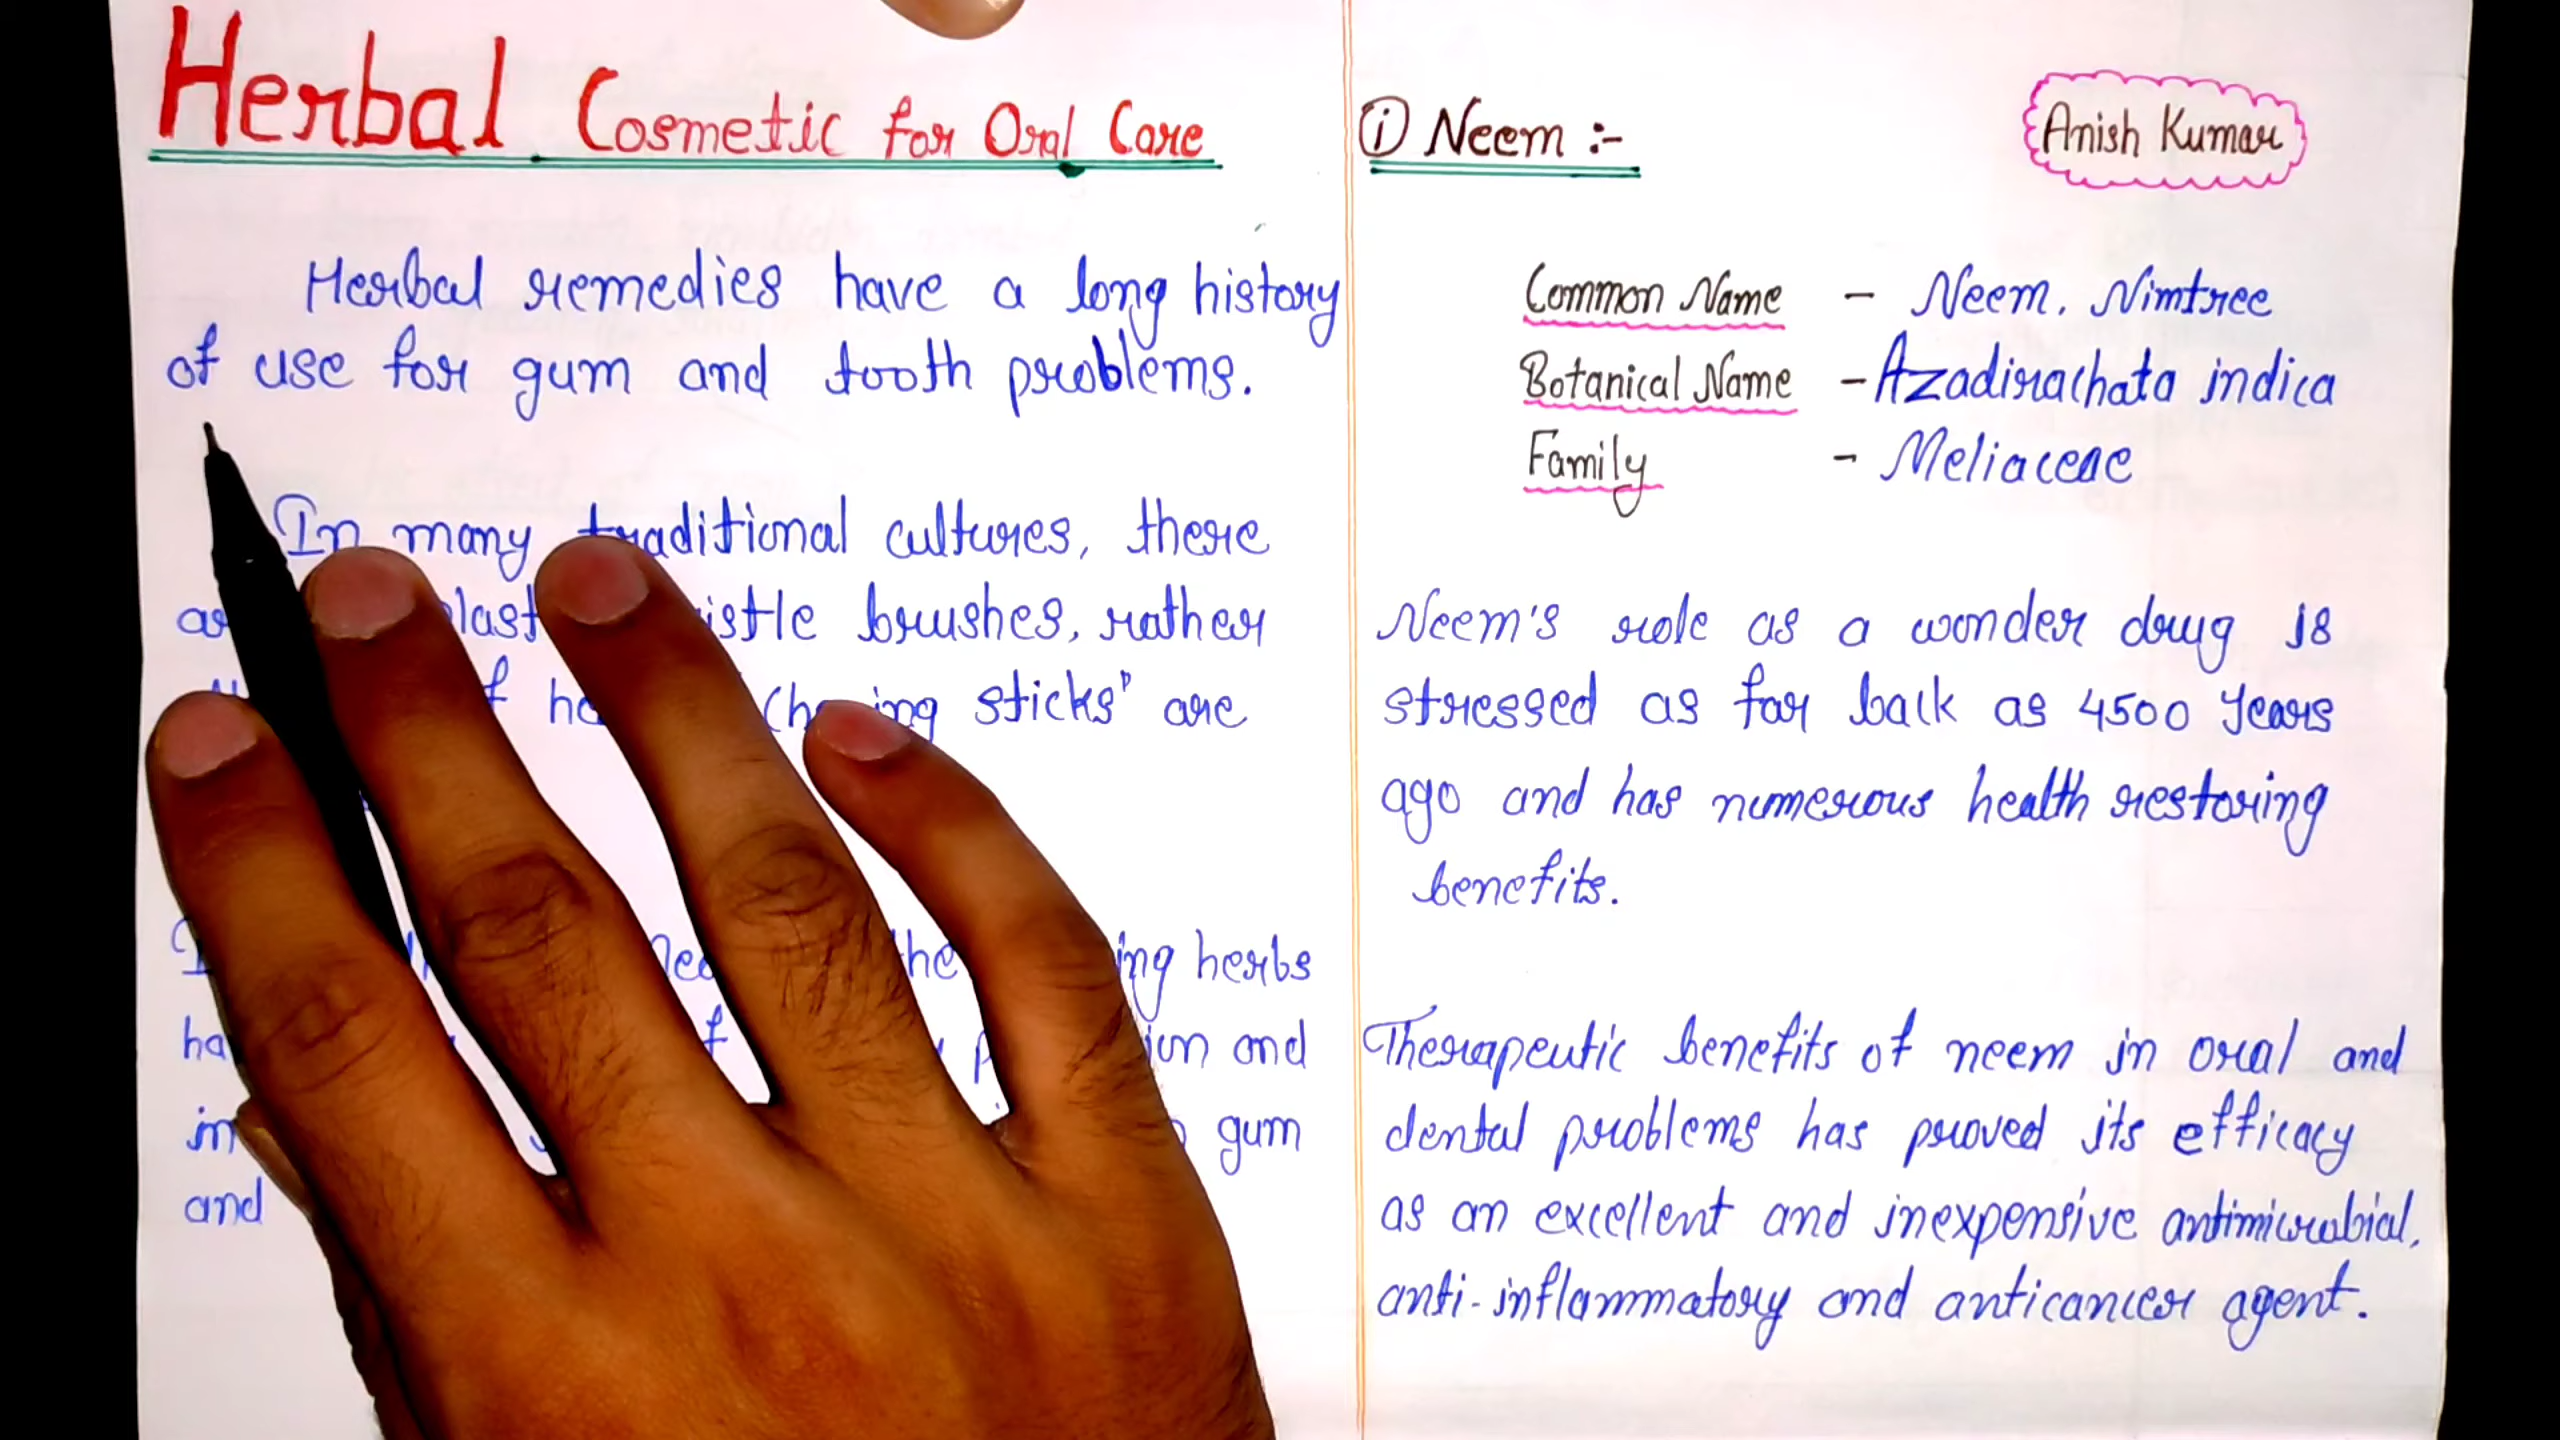 Herbal Cosmetic for Oral Care
Herbal remedies have a long history
of use for gum and tooth problems.
In many traditional cultures, there
brushes, rather
sticks" are
herbs
and
in gum
and
(i) Neem :-
Anish Kumar
Common Name - Neem, Nimtree
Botanical Name - Azadirachata indica
Family - Meliaceae
Neem's role as a wonder drug is
stressed as far back as 4500 years
ago and has numerous health restoring
benefits.
Therapeutic benefits of neem in oral and
dental problems has proved its efficacy
as an excellent and inexpensive antimicrobial,
anti-inflammatory and anticancer agent.